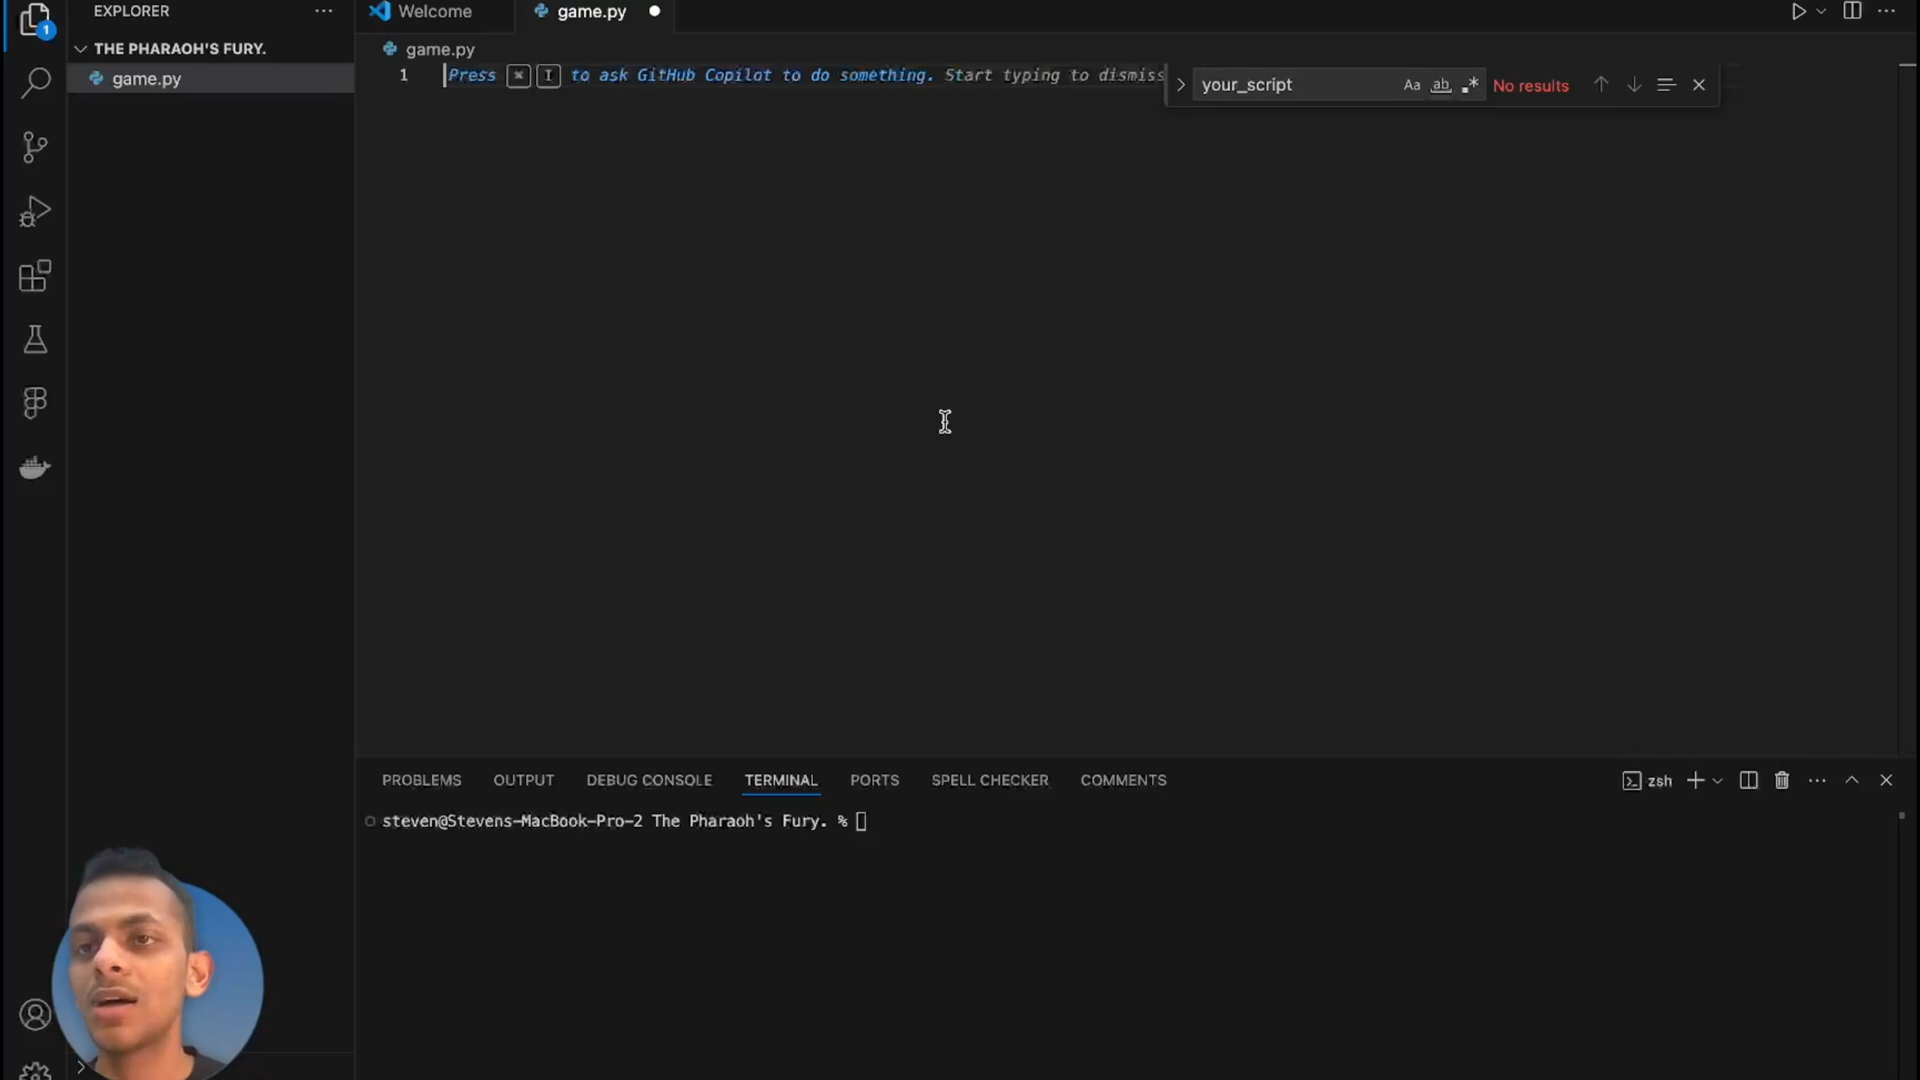 EXPLORER
Welcome
game.py
1
THE PHARAOH'S FURY.
game.py
game.py
1
Press ⌘ I to ask GitHub Copilot to do something. Start typing to dismiss
your_script
Aa
ab
.*
No results
PROBLEMS
OUTPUT
DEBUG CONSOLE
TERMINAL
PORTS
SPELL CHECKER
COMMENTS
zsh
steven@Stevens-MacBook-Pro-2 The Pharaoh's Fury. %